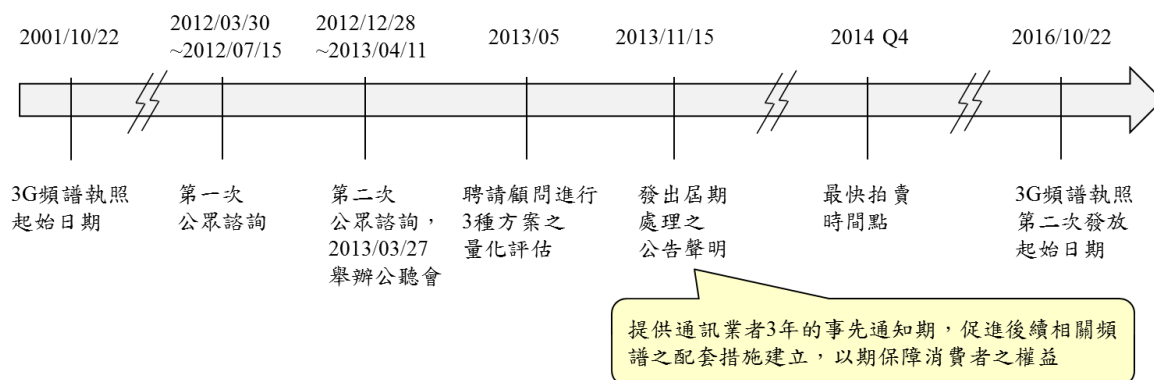 2001/10/22
2012/03/30
~2012/07/15
2012/12/28
~2013/04/11
2013/05
2013/11/15
2014 Q4
2016/10/22
3G頻譜執照
起始日期
第一次
公眾諮詢
第二次
公眾諮詢，
2013/03/27
舉辦公聽會
聘請顧問進行
3種方案之
量化評估
發出屆期
處理之
公告聲明
最快拍賣
時間點
3G頻譜執照
第二次發放
起始日期
提供通訊業者3年的事先通知期，促進後續相關頻
譜之配套措施建立，以期保障消費者之權益